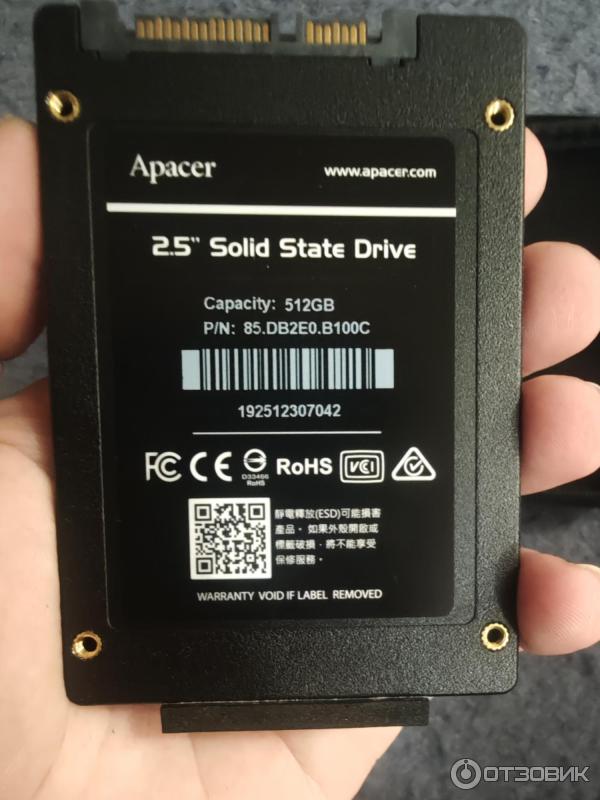 Apacer
www.apacer.com
2.5" Solid State Drive
Capacity: 512GB
P/N: 85.DB2E0.B100C
192512307042
FC CE D33466 RoHS RoHS VCI
靜電釋放(ESD)可能損害
產品。如果外殼開啟或
標籤破損，將不能享受
保修服務。
WARRANTY VOID IF LABEL REMOVED
ОТЗОВИК